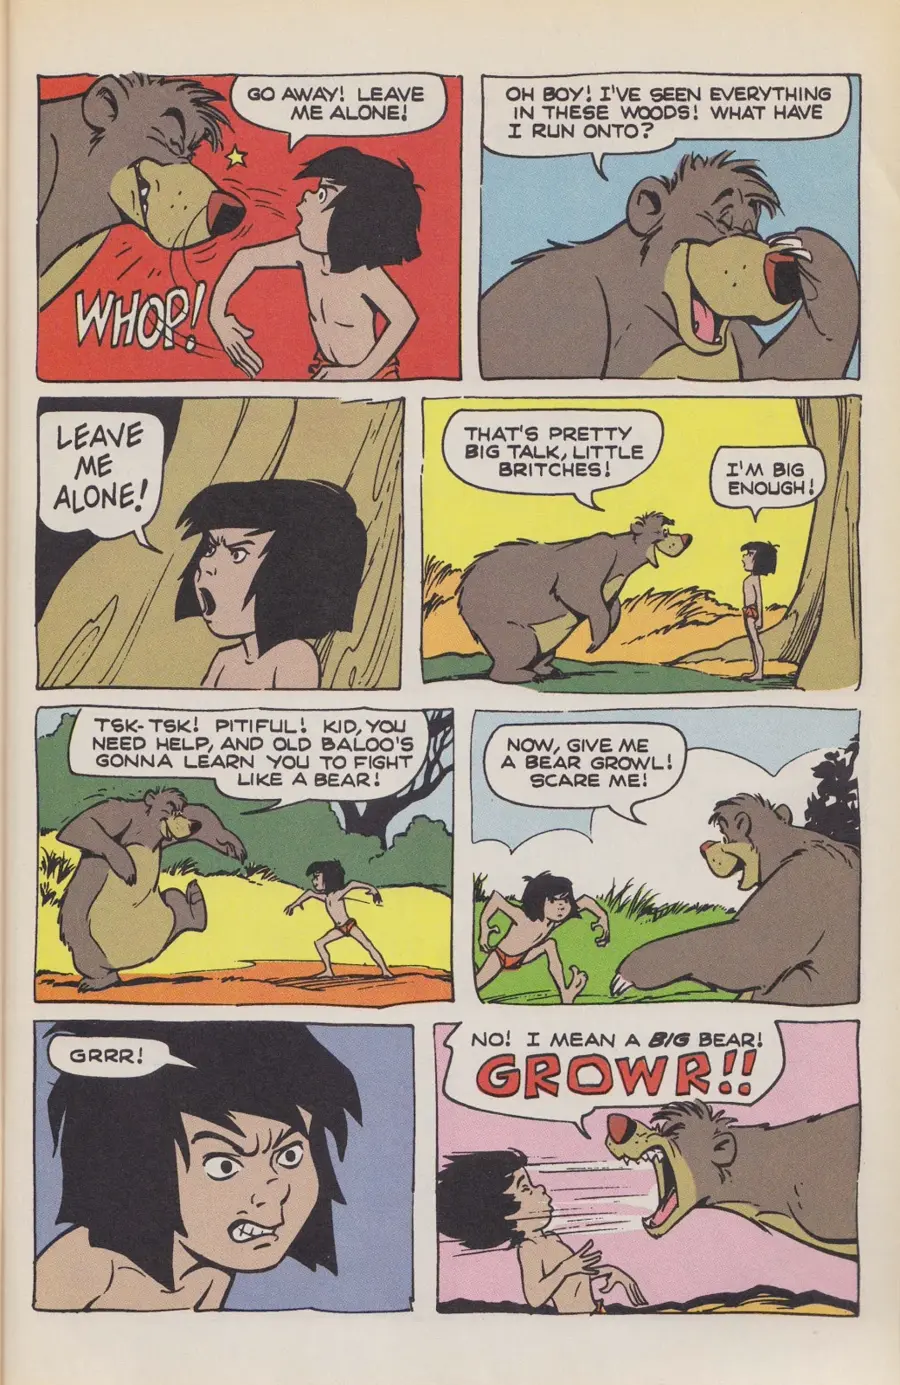 GO AWAY! LEAVE
ME ALONE!
WHOP!
OH BOY! I'VE SEEN EVERYTHING
IN THESE WOODS! WHAT HAVE
I RUN ONTO?
LEAVE
ME
ALONE!
THAT'S PRETTY
BIG TALK, LITTLE
BRITCHES!
I'M BIG
ENOUGH!
TSK-TSK! PITIFUL! KID, YOU
NEED HELP, AND OLD BALOO'S
GONNA LEARN YOU TO FIGHT
LIKE A BEAR!
NOW, GIVE ME
A BEAR GROWL!
SCARE ME!
GRRR!
NO! I MEAN A BIG BEAR!
GROWR!!